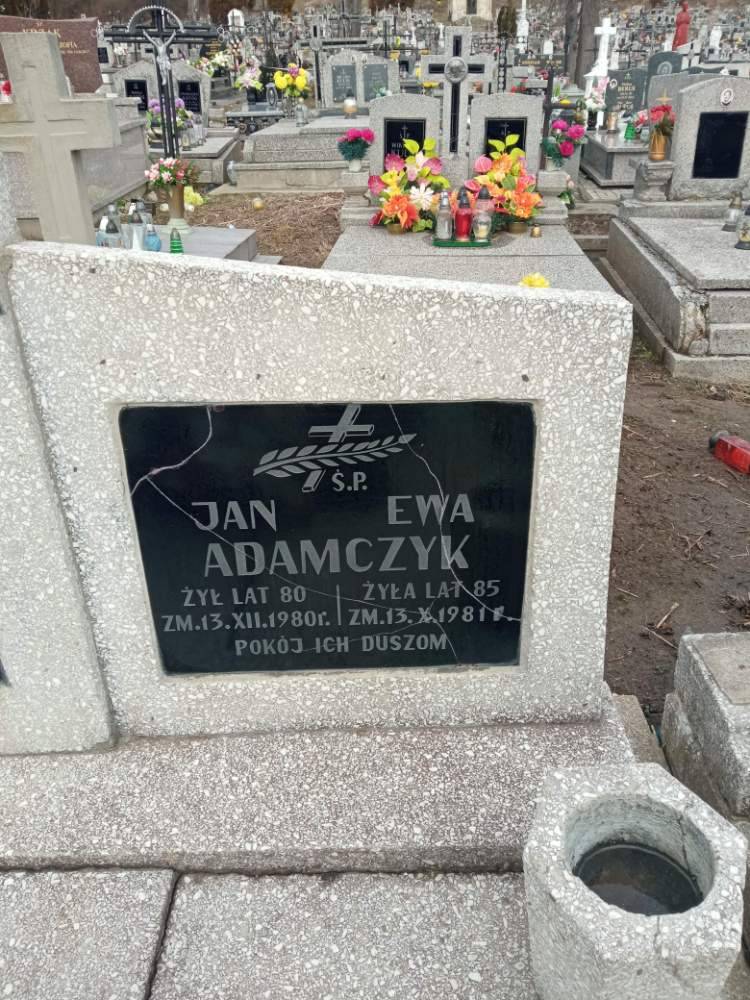 Ś.P.
JAN EWA
ADAMCZYK
ŻYŁ LAT 80 ŻYŁA LAT 85
ZM.13.XII.1980r. ZM.13.X.1981r.
POKÓJ ICH DUSZOM